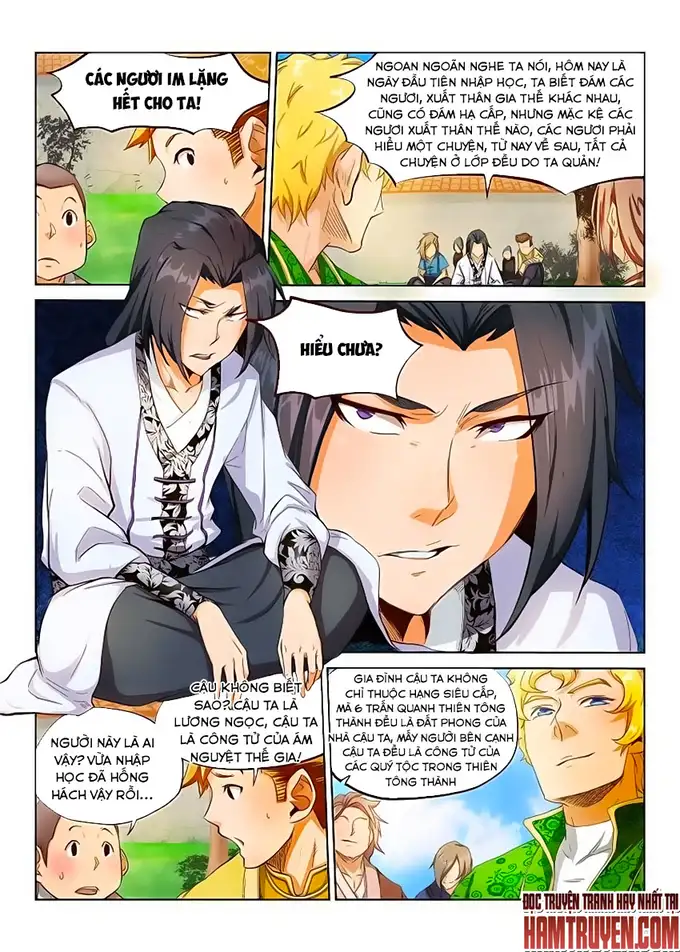 CÁC NGƯƠI IM LẶNG
HẾT CHO TA!
NGOAN NGOÃN NGHE TA NÓI, HÔM NAY LÀ
NGÀY ĐẦU TIÊN NHẬP HỌC, TA BIẾT ĐÁM CÁC
NGƯƠI, XUẤT THÂN GIA THẾ KHÁC NHAU,
CŨNG CÓ ĐÁM HẠ CẤP, NHƯNG MẶC KỆ CÁC
NGƯƠI XUẤT THÂN THẾ NÀO, CÁC NGƯƠI PHẢI
HIỂU MỘT CHUYỆN, TỪ NAY VỀ SAU, TẤT CẢ
CHUYỆN Ở LỚP ĐỀU DO TA QUẢN!
HIỂU CHƯA?
NGƯỜI NÀY LÀ AI
VẬY? VỪA NHẬP
HỌC ĐÃ HỐNG
HÁCH VẬY RỒI...
CẬU KHÔNG BIẾT
SAO? CẬU TA LÀ
LƯƠNG NGỌC, CẬU TA
LÀ CÔNG TỬ CỦA ÁM
NGUYỆT THẾ GIA!
GIA ĐÌNH CẬU TA KHÔNG
CHỈ THUỘC HẠNG SIÊU CẤP,
MÀ 6 TRẤN QUANH THIÊN TÔNG
THÀNH ĐỀU LÀ ĐẤT PHONG CỦA
NHÀ CẬU TA, MẤY NGƯỜI BÊN CẠNH
CẬU TA ĐỀU LÀ CÔNG TỬ CỦA
CÁC QUÝ TỘC TRONG THIÊN
TÔNG THÀNH
ĐỌC TRUYỆN TRANH HAY NHẤT TẠI
HAMTRUYEN.COM